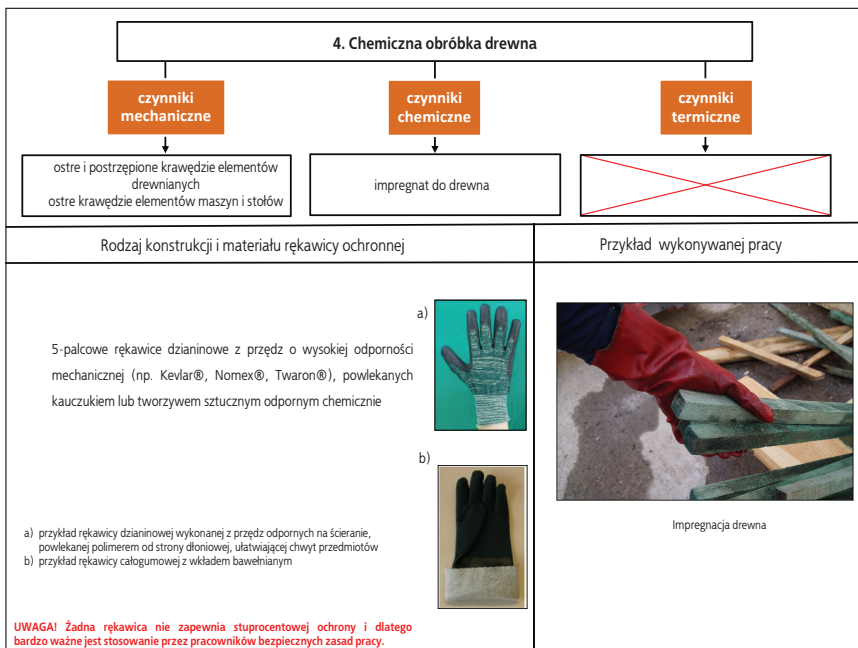 4. Chemiczna obróbka drewna
czynniki
mechaniczne
czynniki
chemiczne
czynniki
termiczne
ostre i postrzępione krawędzie elementów
drewnianych
ostre krawędzie elementów maszyn i stołów
impregnat do drewna
Rodzaj konstrukcji i materiału rękawicy ochronnej
Przykład wykonywanej pracy
a)
5-palcowe rękawice dzianinowe z przędz o wysokiej odporności
mechanicznej (np. Kevlar®, Nomex®, Twaron®), powlekanych
kauczukiem lub tworzywem sztucznym odpornym chemicznie
b)
a) przykład rękawicy dzianinowej wykonanej z przędz odpornych na ścieranie,
powlekanej polimerem od strony dłoniowej, ułatwiającej chwyt przedmiotów
b) przykład rękawicy całogumowej z wkładem bawełnianym
Impregnacja drewna
UWAGA! Żadna rękawica nie zapewnia stuprocentowej ochrony i dlatego
bardzo ważne jest stosowanie przez pracowników bezpiecznych zasad pracy.